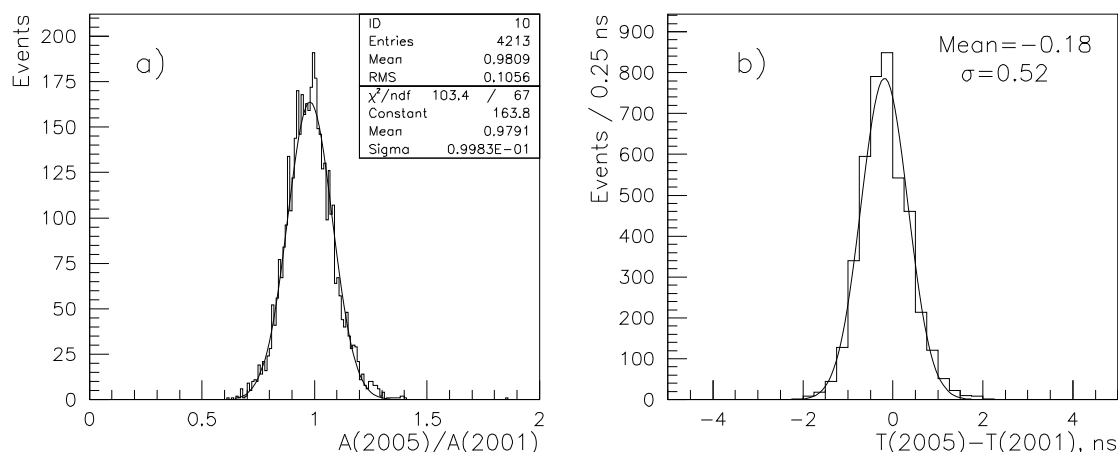 a)
ID 10
Entries 4213
Mean 0.9809
RMS 0.1056
χ²/ndf 103.4 / 67
Constant 163.8
Mean 0.9791
Sigma 0.9983E-01
Events
200
175
150
125
100
75
50
25
0
0 0.5 1 1.5 2
A(2005)/A(2001)
b)
Mean=−0.18
σ=0.52
Events / 0.25 ns
900
800
700
600
500
400
300
200
100
0
−4 −2 0 2 4
T(2005)−T(2001), ns